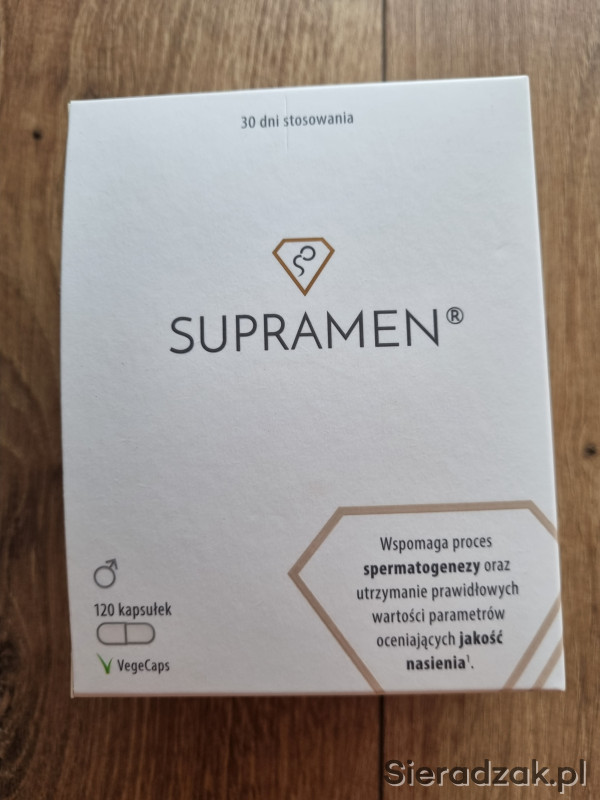 30 dni stosowania
SUPRAMEN®
Wspomaga proces
spermatogenezy oraz
utrzymanie prawidłowych
wartości parametrów
oceniających jakość
nasienia¹.
120 kapsułek
VegeCaps
Sieradzak.pl